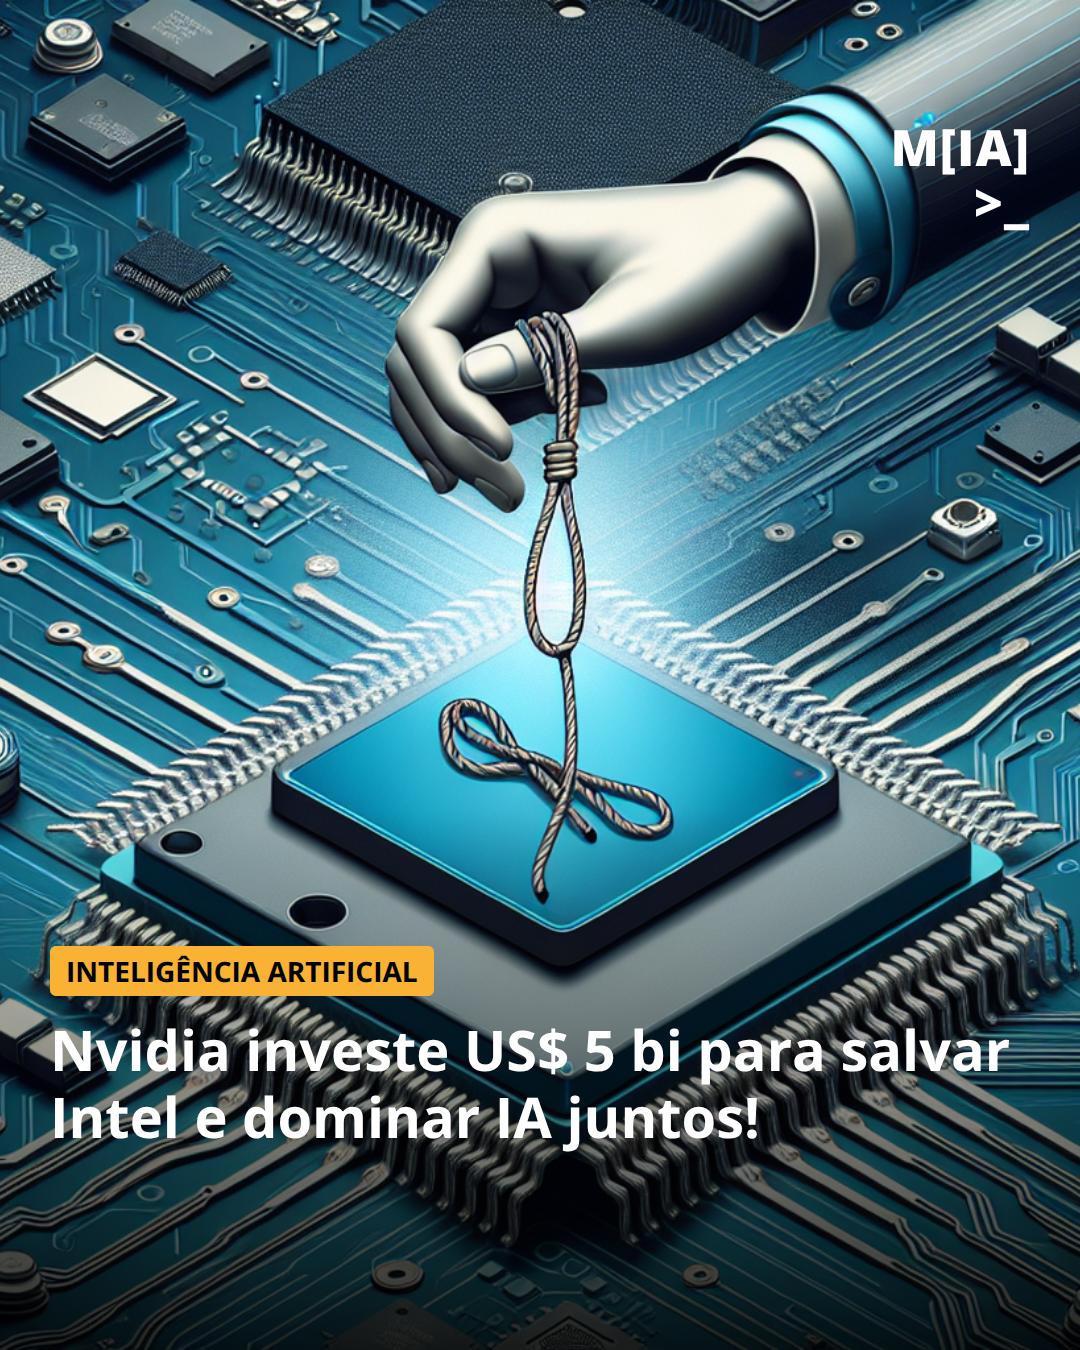 M[IA]
>_
INTELIGÊNCIA ARTIFICIAL
Nvidia investe US$ 5 bi para salvar
Intel e dominar IA juntos!